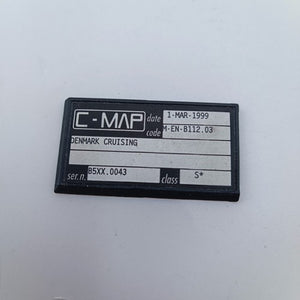 C-MAP date 1-MAR-1999
code M-EN-B112.03
DENMARK CRUISING
ser.n. B5XX.0043 class S*